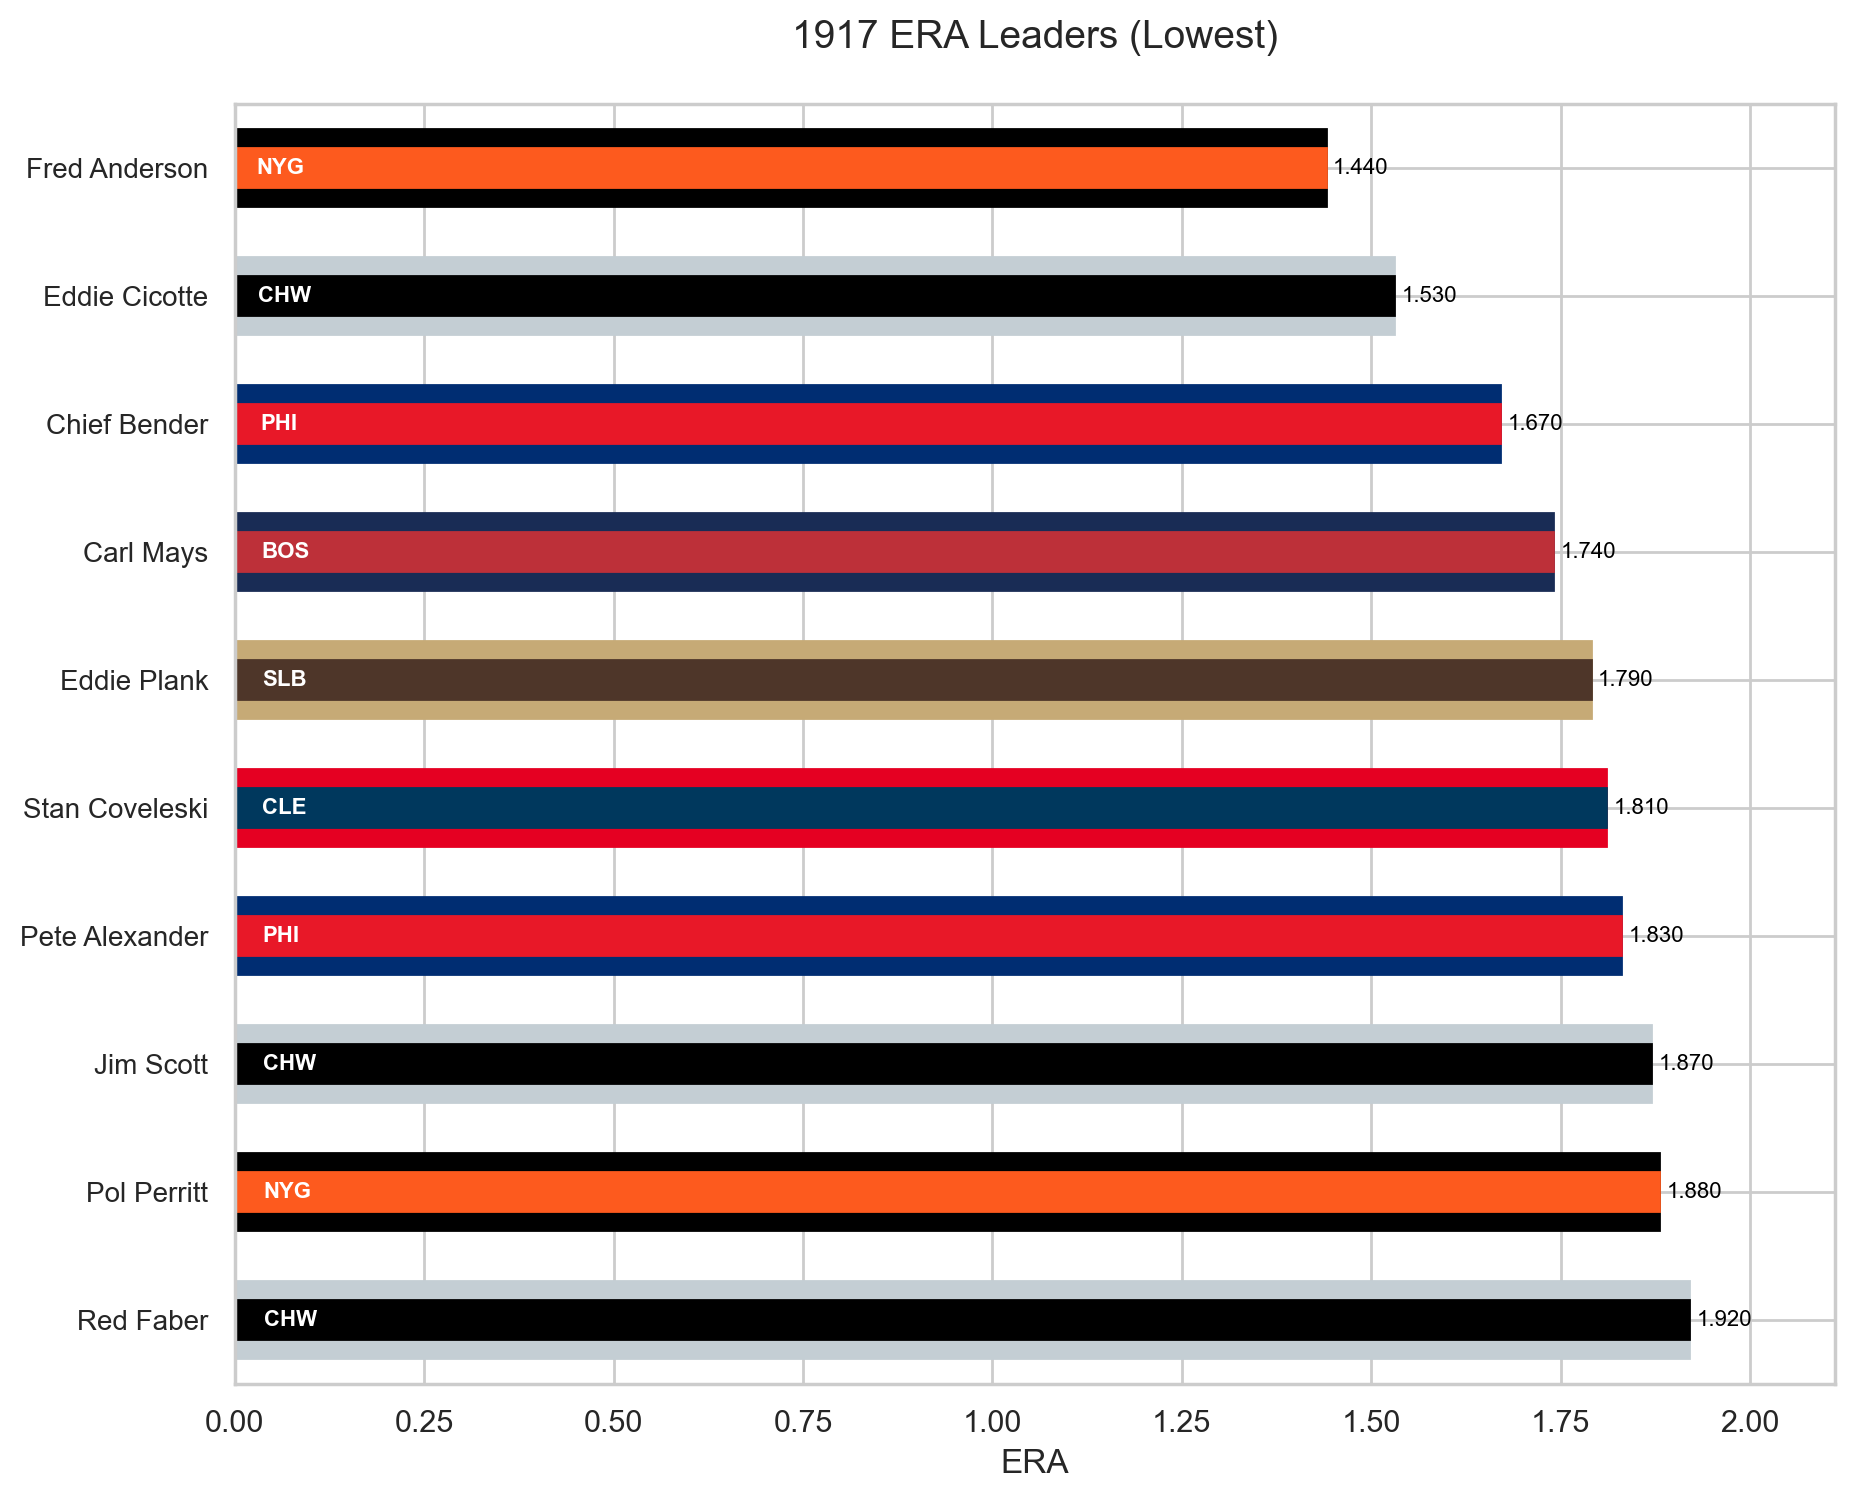 1917 ERA Leaders (Lowest)
Fred Anderson NYG 1.440
Eddie Cicotte CHW 1.530
Chief Bender PHI 1.670
Carl Mays BOS 1.740
Eddie Plank SLB 1.790
Stan Coveleski CLE 1.810
Pete Alexander PHI 1.830
Jim Scott CHW 1.870
Pol Perritt NYG 1.880
Red Faber CHW 1.920
0.00 0.25 0.50 0.75 1.00 1.25 1.50 1.75 2.00
ERA